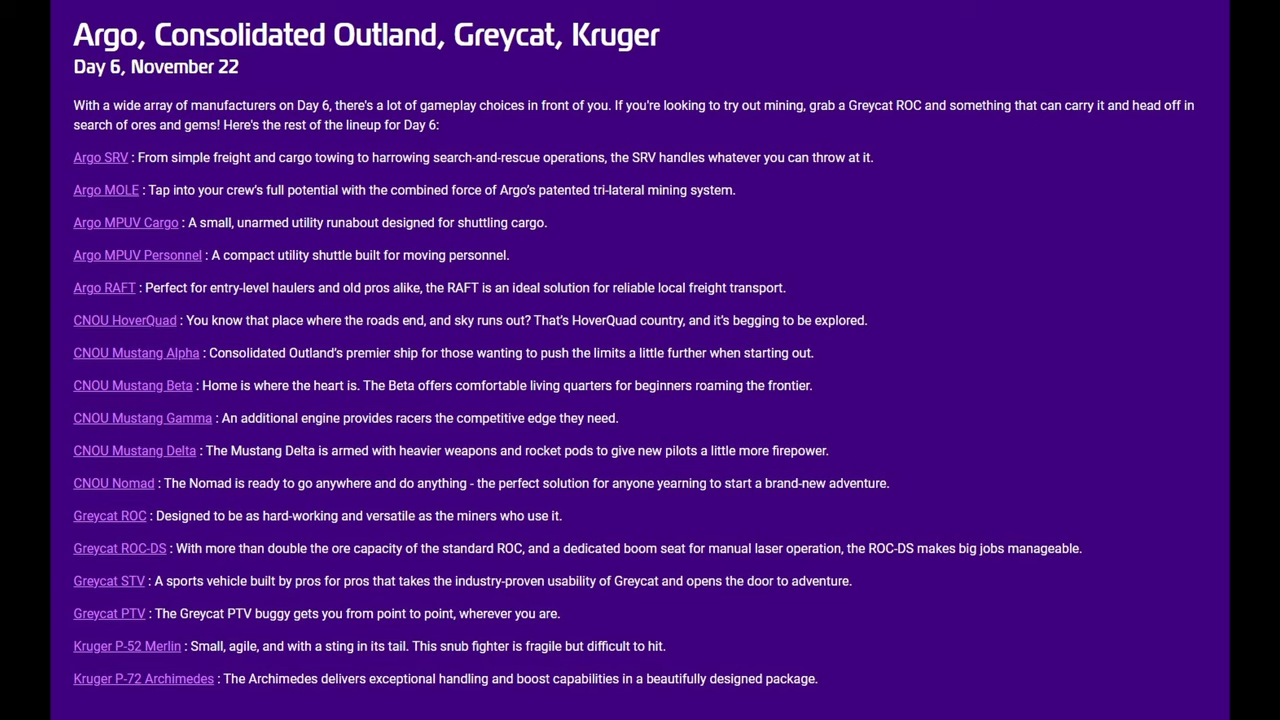 Argo, Consolidated Outland, Greycat, Kruger
Day 6, November 22
With a wide array of manufacturers on Day 6, there's a lot of gameplay choices in front of you. If you're looking to try out mining, grab a Greycat ROC and something that can carry it and head off in
search of ores and gems! Here's the rest of the lineup for Day 6:
Argo SRV : From simple freight and cargo towing to harrowing search-and-rescue operations, the SRV handles whatever you can throw at it.
Argo MOLE : Tap into your crew’s full potential with the combined force of Argo’s patented tri-lateral mining system.
Argo MPUV Cargo : A small, unarmed utility runabout designed for shuttling cargo.
Argo MPUV Personnel : A compact utility shuttle built for moving personnel.
Argo RAFT : Perfect for entry-level haulers and old pros alike, the RAFT is an ideal solution for reliable local freight transport.
CNOU HoverQuad : You know that place where the roads end, and sky runs out? That’s HoverQuad country, and it’s begging to be explored.
CNOU Mustang Alpha : Consolidated Outland’s premier ship for those wanting to push the limits a little further when starting out.
CNOU Mustang Beta : Home is where the heart is. The Beta offers comfortable living quarters for beginners roaming the frontier.
CNOU Mustang Gamma : An additional engine provides racers the competitive edge they need.
CNOU Mustang Delta : The Mustang Delta is armed with heavier weapons and rocket pods to give new pilots a little more firepower.
CNOU Nomad : The Nomad is ready to go anywhere and do anything - the perfect solution for anyone yearning to start a brand-new adventure.
Greycat ROC : Designed to be as hard-working and versatile as the miners who use it.
Greycat ROC-DS : With more than double the ore capacity of the standard ROC, and a dedicated boom seat for manual laser operation, the ROC-DS makes big jobs manageable.
Greycat STV : A sports vehicle built by pros for pros that takes the industry-proven usability of Greycat and opens the door to adventure.
Greycat PTV : The Greycat PTV buggy gets you from point to point, wherever you are.
Kruger P-52 Merlin : Small, agile, and with a sting in its tail. This snub fighter is fragile but difficult to hit.
Kruger P-72 Archimedes : The Archimedes delivers exceptional handling and boost capabilities in a beautifully designed package.